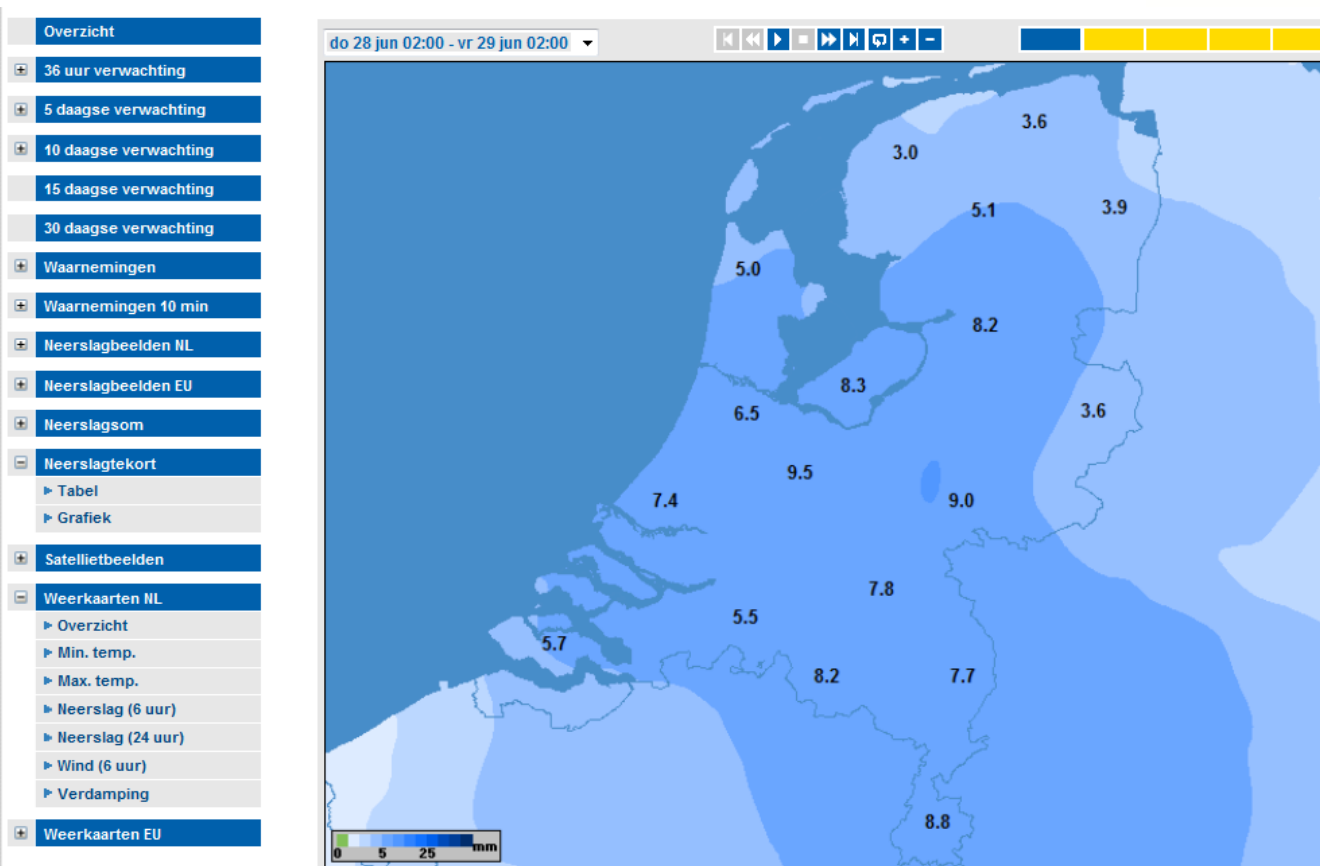 Overzicht
36 uur verwachting
5 daagse verwachting
10 daagse verwachting
15 daagse verwachting
30 daagse verwachting
Waarnemingen
Waarnemingen 10 min
Neerslagbeelden NL
Neerslagbeelden EU
Neerslagsom
Neerslagtekort
Tabel
Grafiek
Satellietbeelden
Weerkaarten NL
Overzicht
Min. temp.
Max. temp.
Neerslag (6 uur)
Neerslag (24 uur)
Wind (6 uur)
Verdamping
Weerkaarten EU
do 28 jun 02:00 - vr 29 jun 02:00
3.6
3.0
5.1
3.9
5.0
8.2
8.3
6.5
3.6
9.5
7.4
9.0
7.8
5.5
5.7
8.2
7.7
8.8
0 5 25 mm